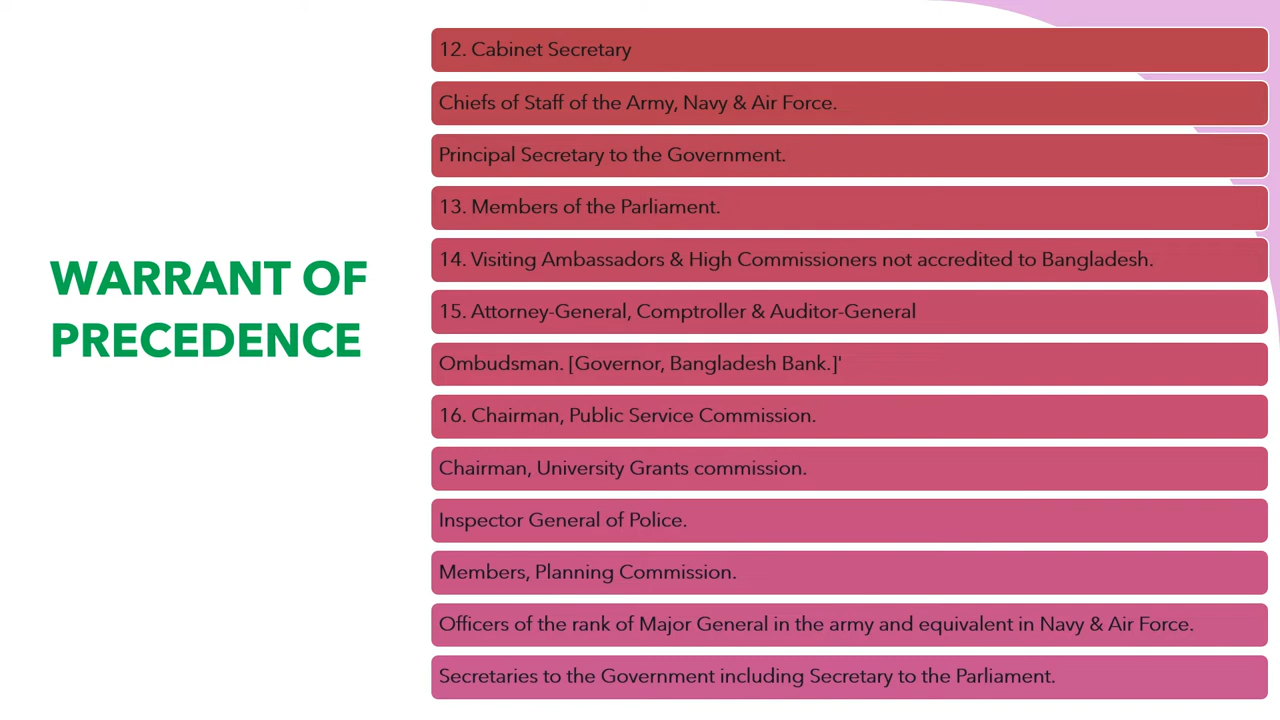 WARRANT OF
PRECEDENCE
12. Cabinet Secretary
Chiefs of Staff of the Army, Navy & Air Force.
Principal Secretary to the Government.
13. Members of the Parliament.
14. Visiting Ambassadors & High Commissioners not accredited to Bangladesh.
15. Attorney-General, Comptroller & Auditor-General
Ombudsman. [Governor, Bangladesh Bank.]'
16. Chairman, Public Service Commission.
Chairman, University Grants commission.
Inspector General of Police.
Members, Planning Commission.
Officers of the rank of Major General in the army and equivalent in Navy & Air Force.
Secretaries to the Government including Secretary to the Parliament.